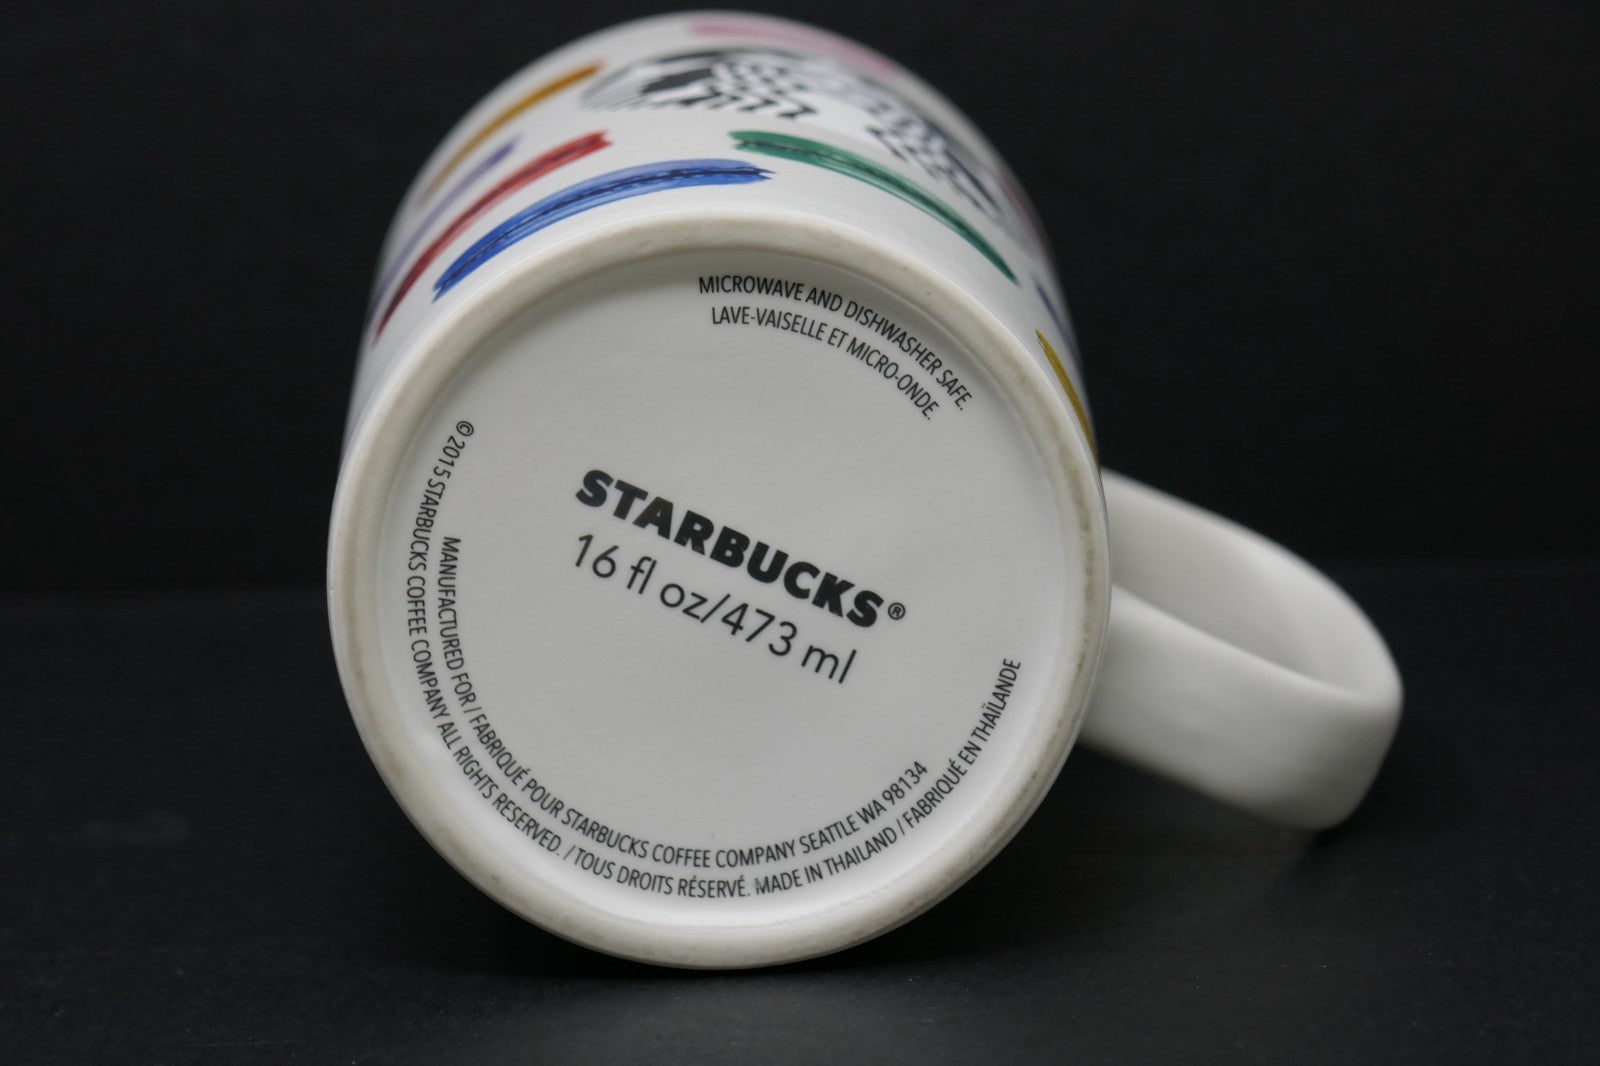 MICROWAVE AND DISHWASHER SAFE.
LAVE-VAISELLE ET MICRO-ONDE.
STARBUCKS®
16 fl oz/473 ml
MANUFACTURED FOR / FABRIQUÉ POUR STARBUCKS COFFEE COMPANY SEATTLE WA 98134
©2015 STARBUCKS COFFEE COMPANY ALL RIGHTS RESERVED. / TOUS DROITS RÉSERVÉ. MADE IN THAILAND / FABRIQUÉ EN THAÏLANDE